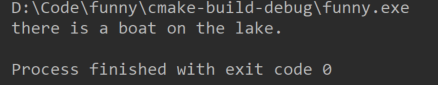 D:\Code\funny\cmake-build-debug\funny.exe
there is a boat on the lake.
Process finished with exit code 0